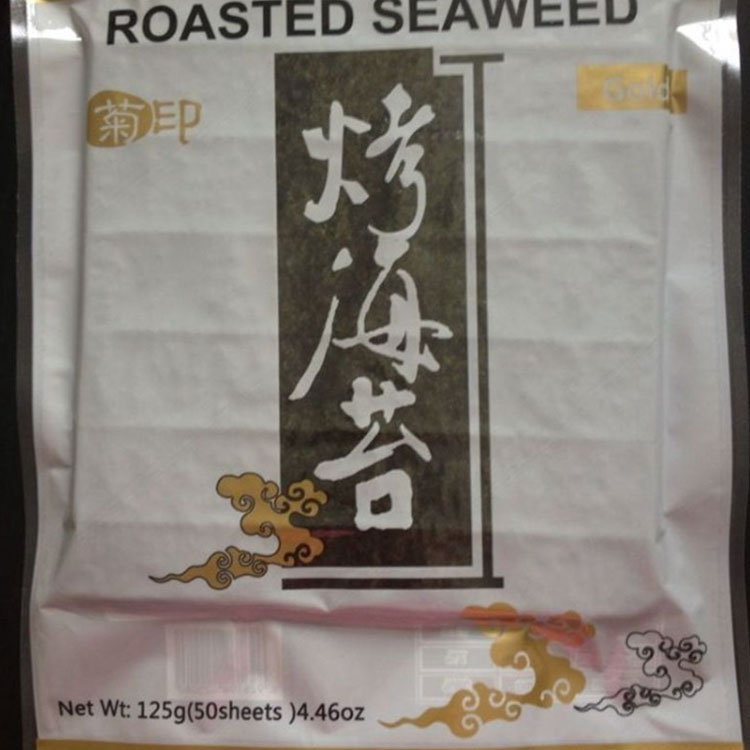 ROASTED SEAWEED
菊印
Gold
烤海苔
Net Wt: 125g(50sheets )4.46oz